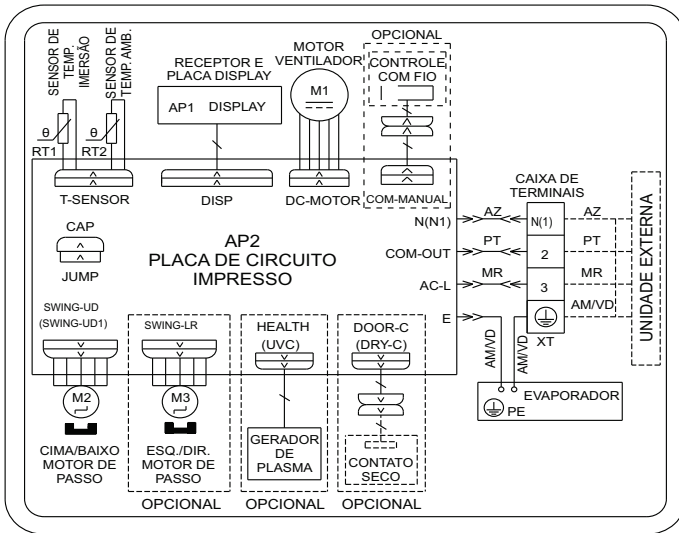 SENSOR DE
TEMP.
IMERSÃO
SENSOR DE
TEMP. AMB.
RECEPTOR E
PLACA DISPLAY
MOTOR
VENTILADOR
OPCIONAL
CONTROLE
COM FIO
AP1 DISPLAY
M1
θ
RT1
θ
RT2
T-SENSOR
DISP
DC-MOTOR
COM-MANUAL
CAIXA DE
TERMINAIS
CAP
JUMP
AP2
PLACA DE CIRCUITO
IMPRESSO
N(N1)
AZ
N(1)
AZ
COM-OUT
PT
2
PT
AC-L
MR
3
MR
E
AM/VD
XT
UNIDADE EXTERNA
AM/VD
AM/VD
EVAPORADOR
PE
SWING-UD
(SWING-UD1)
SWING-LR
HEALTH
(UVC)
DOOR-C
(DRY-C)
M2
M3
CIMA/BAIXO
MOTOR DE
PASSO
ESQ./DIR.
MOTOR DE
PASSO
GERADOR
DE
PLASMA
CONTATO
SECO
OPCIONAL
OPCIONAL
OPCIONAL